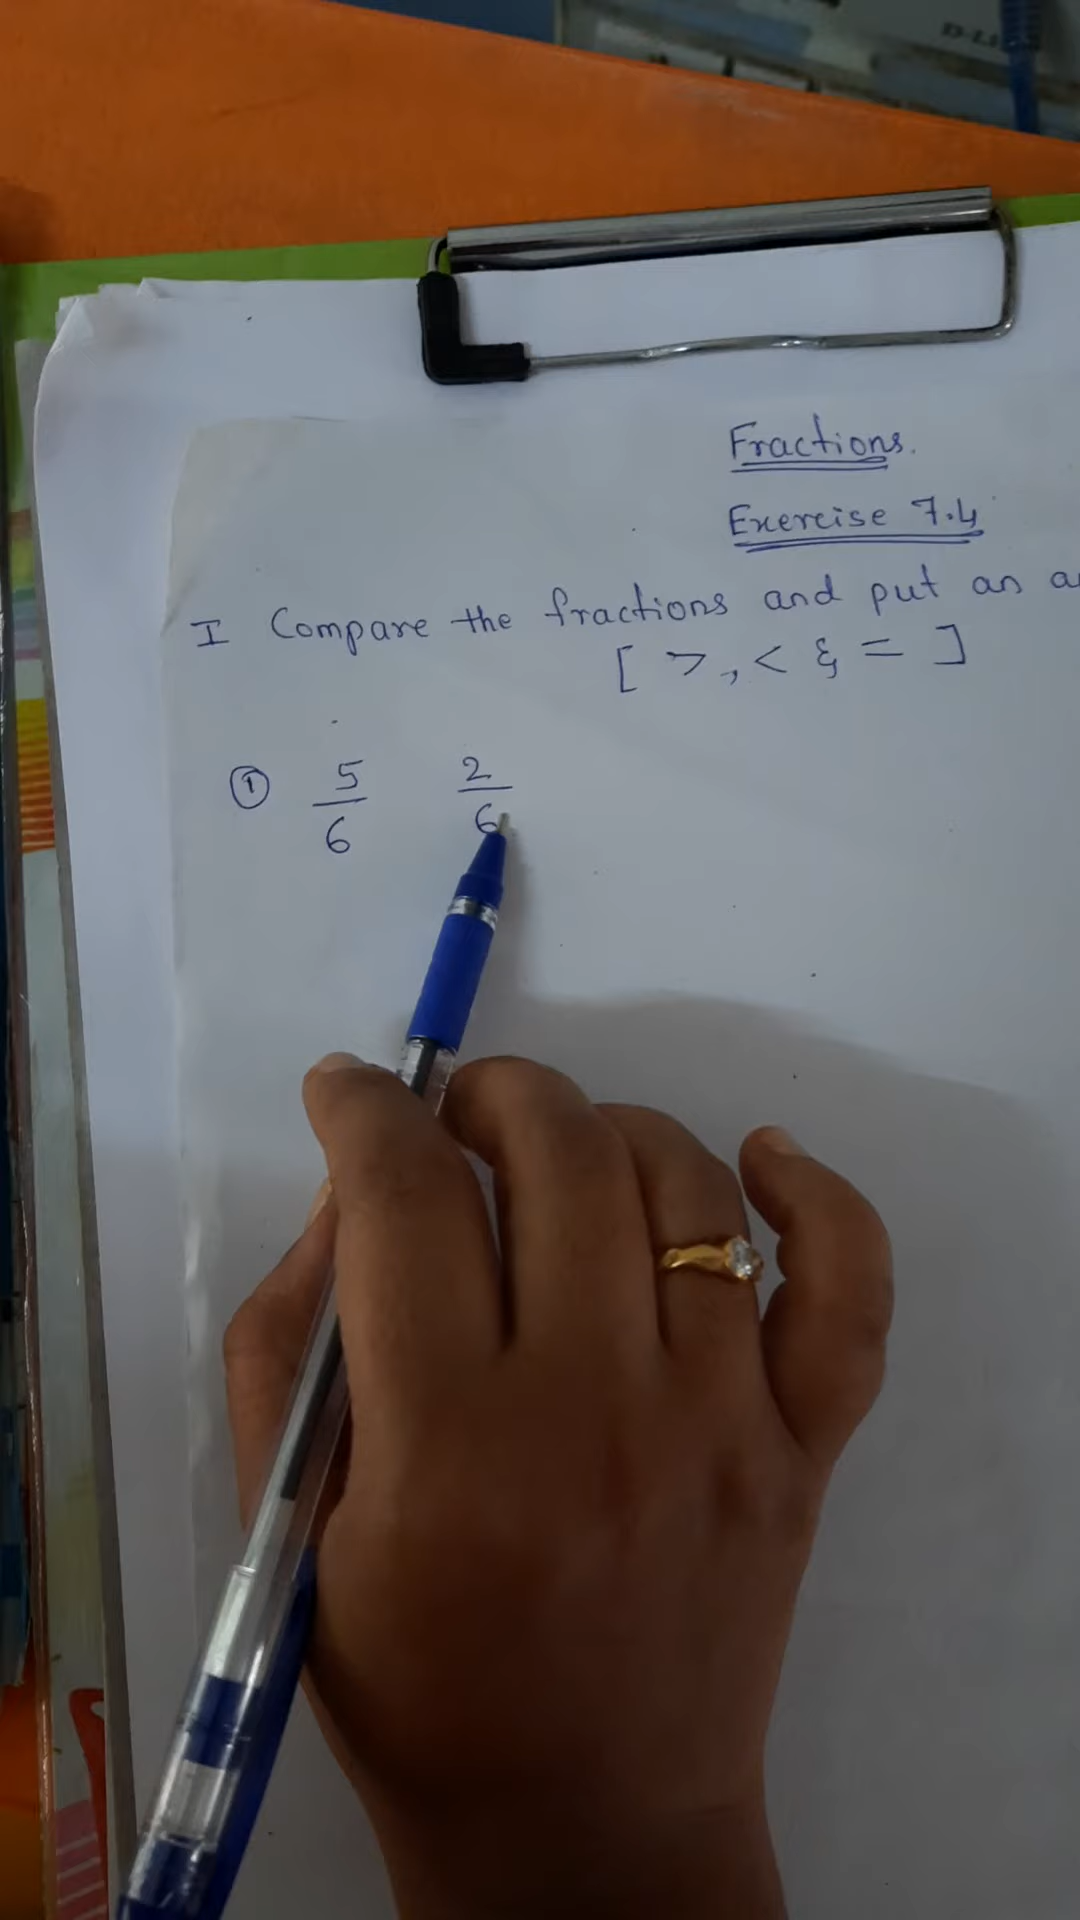 Fractions.
Exercise 7.4
I Compare the fractions and put an
[ >, < & = ]
① 5/6 2/6